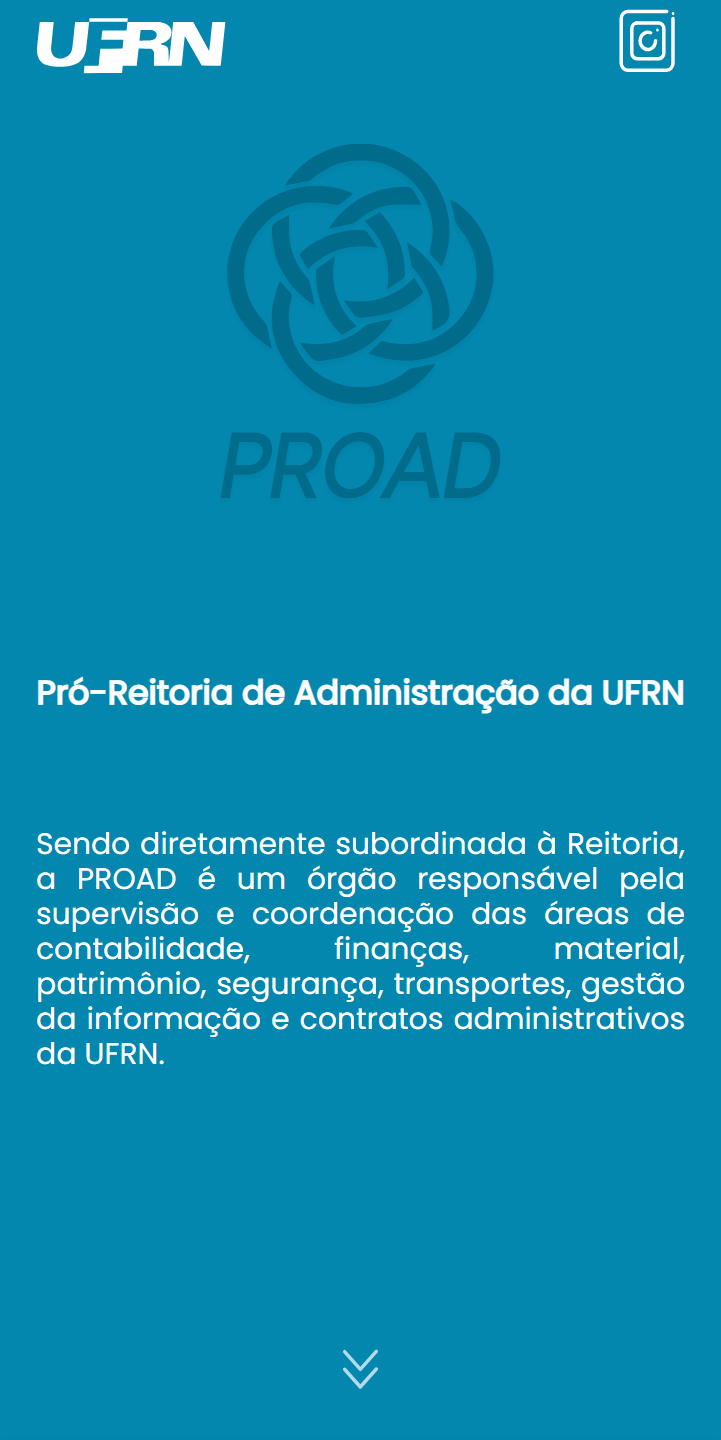 UFRN
PROAD
Pró-Reitoria de Administração da UFRN
Sendo diretamente subordinada à Reitoria,
a PROAD é um órgão responsável pela
supervisão e coordenação das áreas de
contabilidade, finanças, material,
patrimônio, segurança, transportes, gestão
da informação e contratos administrativos
da UFRN.